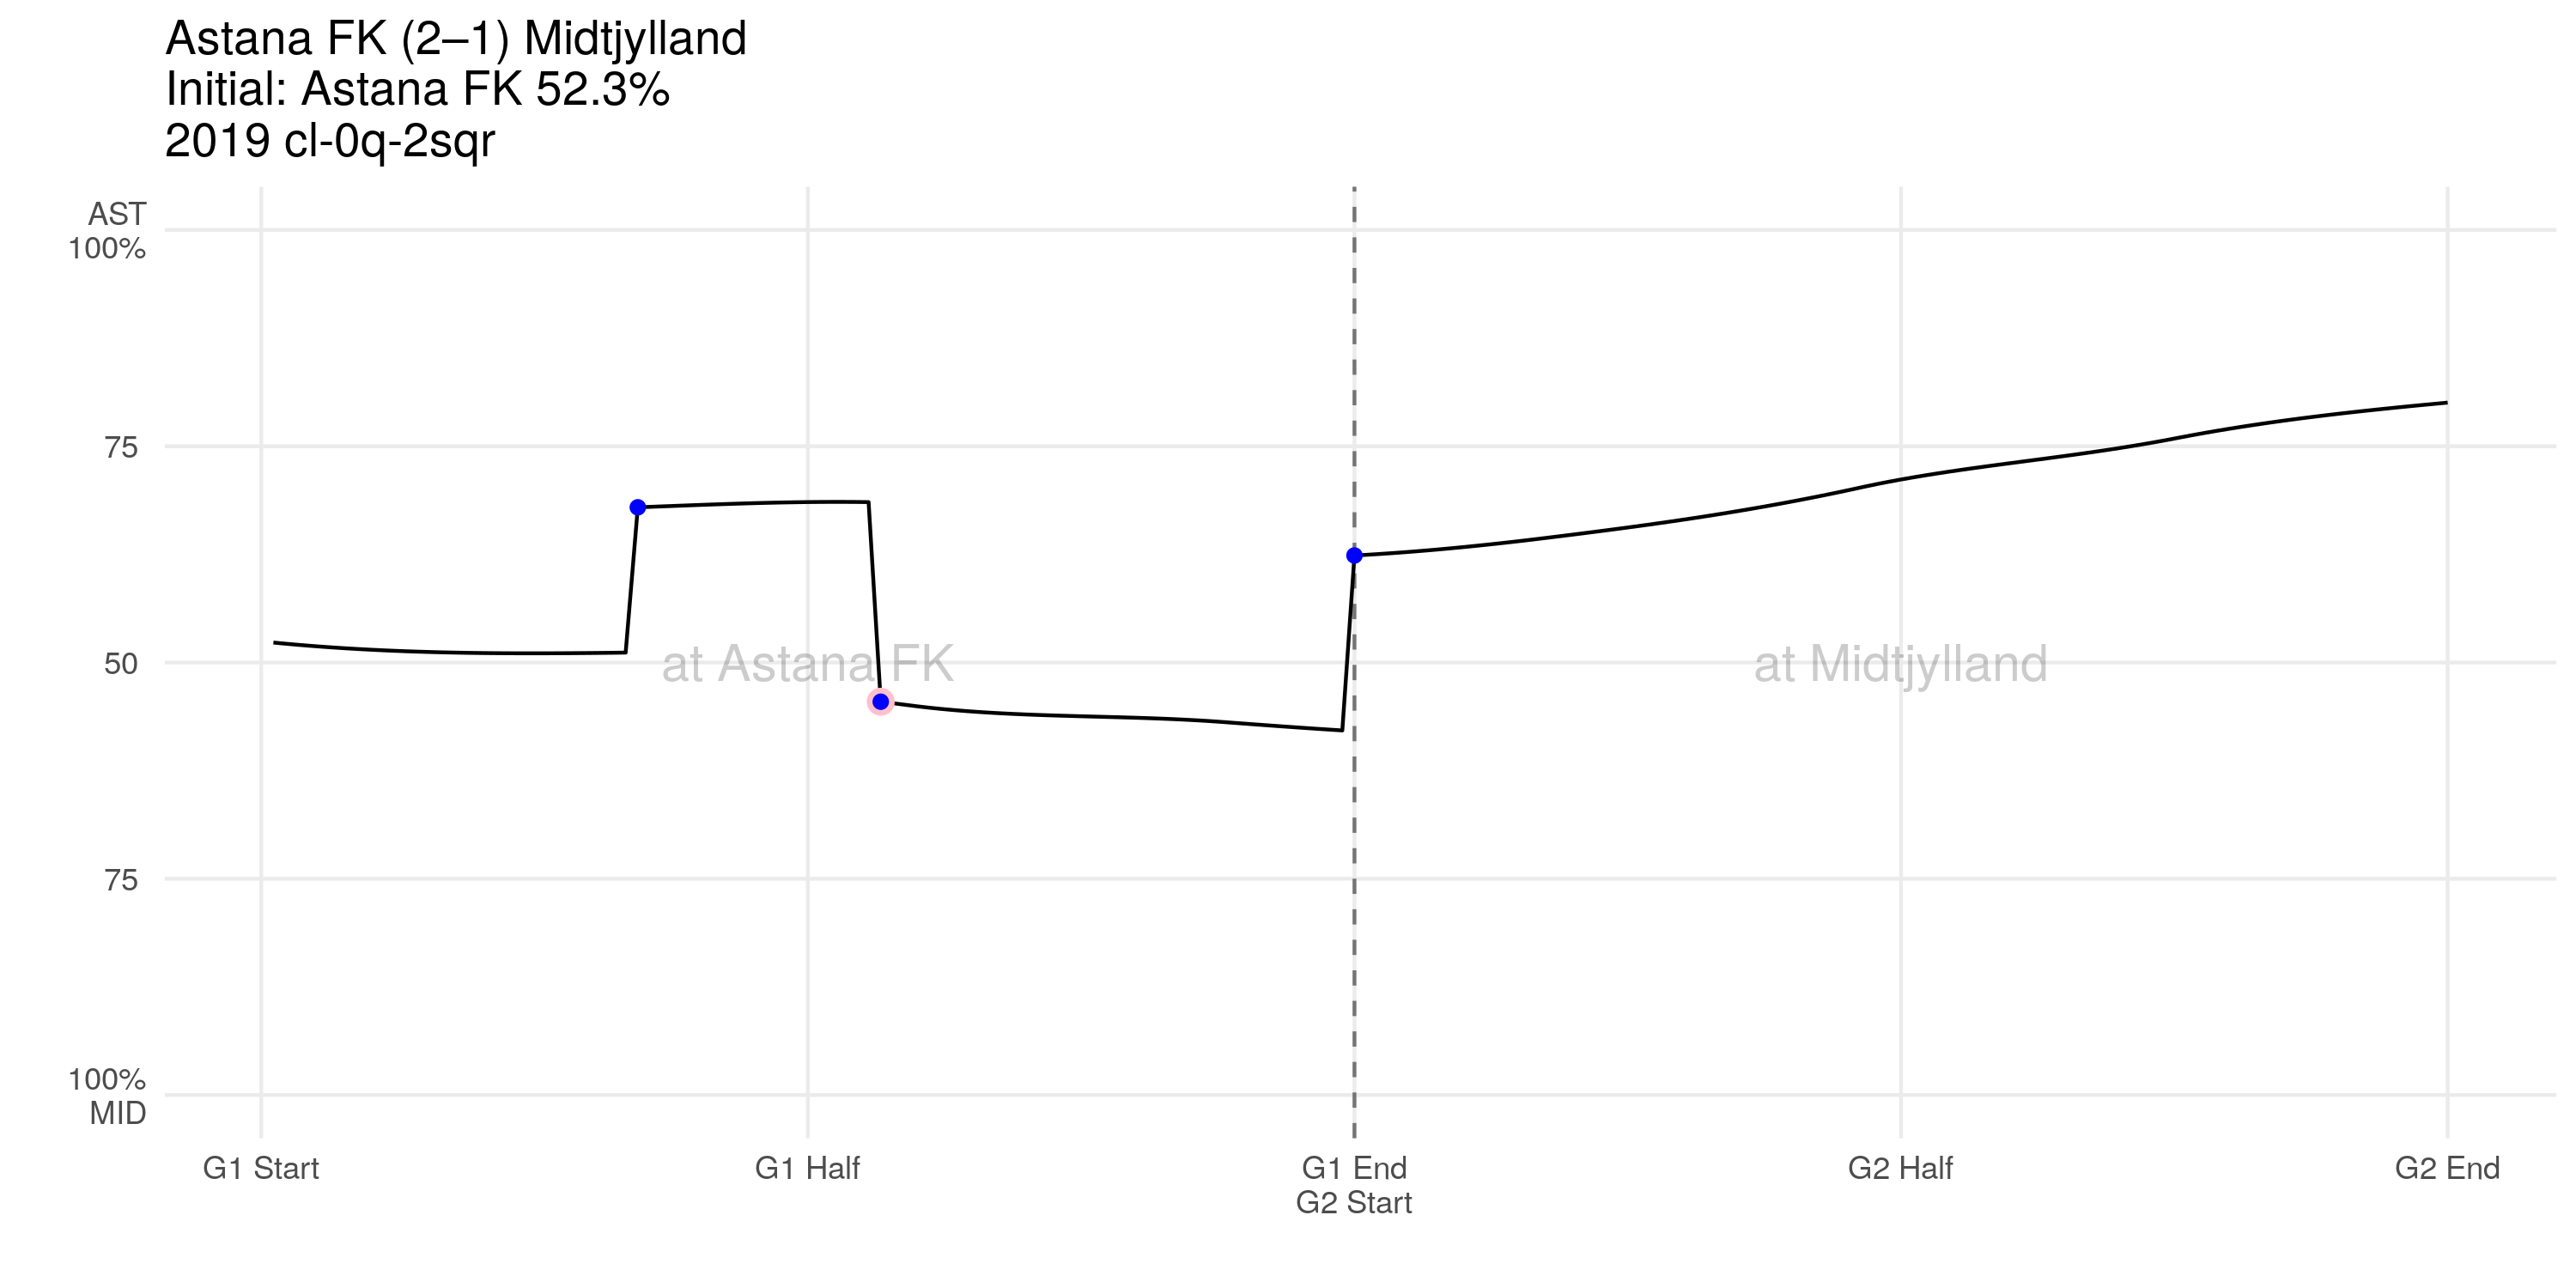 Astana FK (2–1) Midtjylland
Initial: Astana FK 52.3%
2019 cl-0q-2sqr
AST
100%
75
50
75
100%
MID
at Astana FK
at Midtjylland
G1 Start
G1 Half
G1 End
G2 Start
G2 Half
G2 End